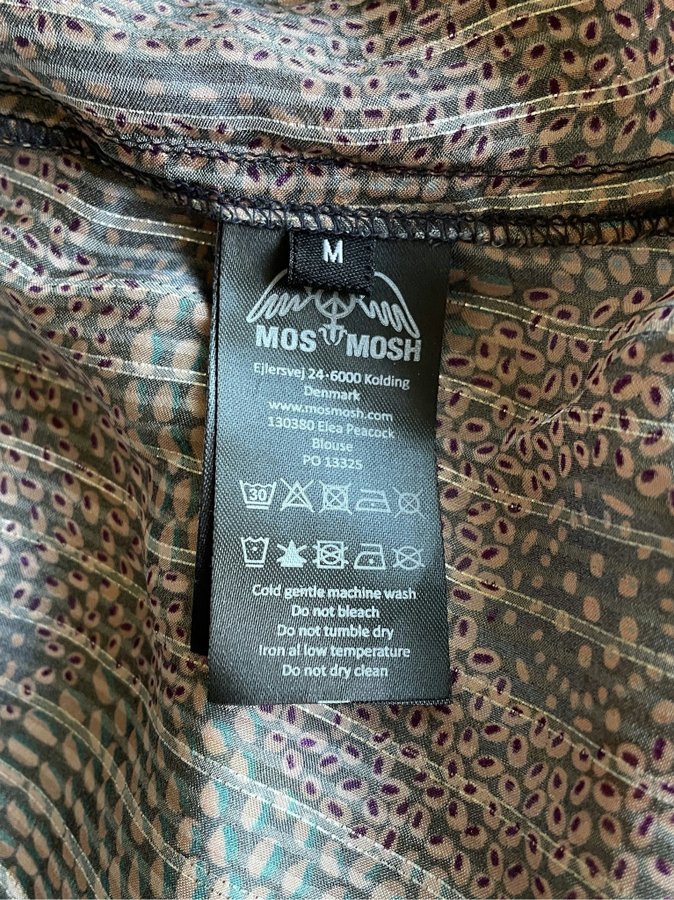 M
MOS MOSH
Ejlersvej 24-6000 Kolding
Denmark
www.mosmosh.com
130380 Elea Peacock
Blouse
PO 13325
30
Cold gentle machine wash
Do not bleach
Do not tumble dry
Iron al low temperature
Do not dry clean